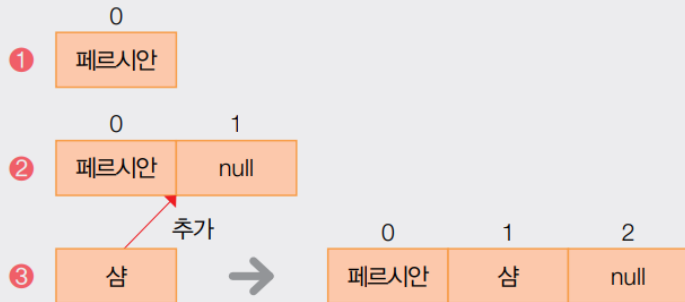 0
❶ 페르시안
0 1
❷ 페르시안 null
추가
0 1 2
❸ 샴 페르시안 샴 null